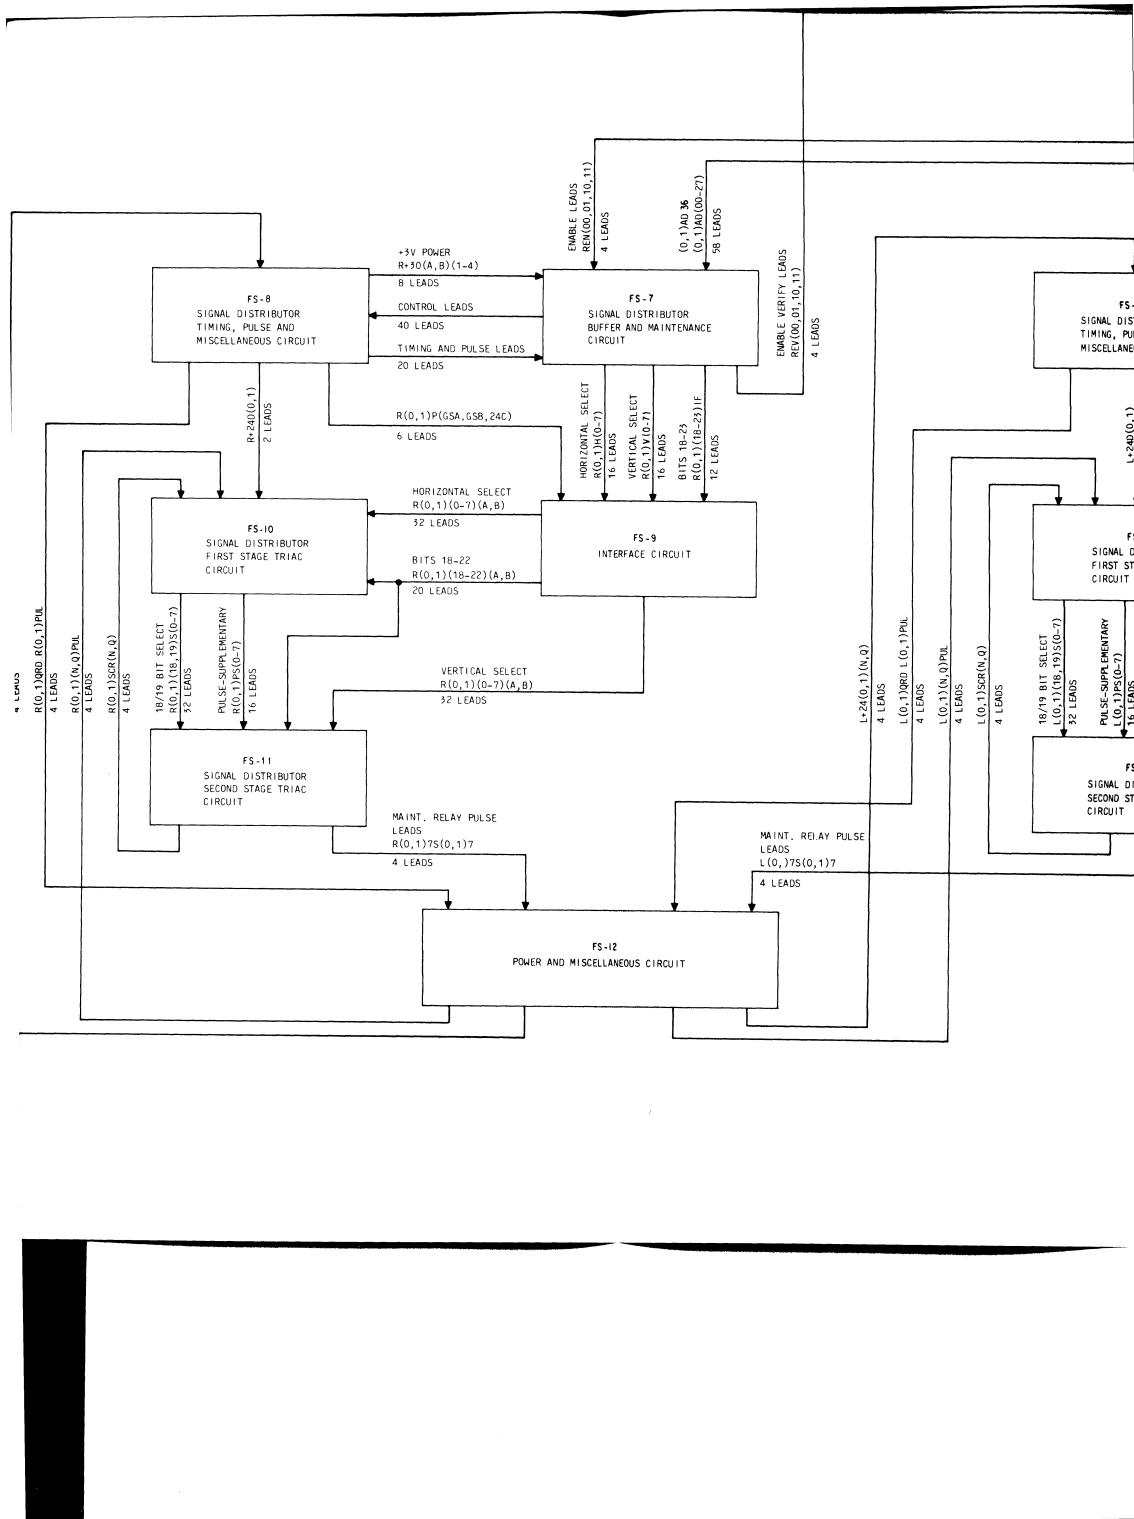 ENABLE LEADS
REN(00,01,10,11)
4 LEADS
(0,1)AD 36
(0,1)AD(00-27)
58 LEADS
ENABLE VERIFY LEADS
REV(00,01,10,11)
4 LEADS
+3V POWER
R+30(A,B)(1-4)
8 LEADS
CONTROL LEADS
40 LEADS
TIMING AND PULSE LEADS
20 LEADS
FS-8
SIGNAL DISTRIBUTOR
TIMING, PULSE AND
MISCELLANEOUS CIRCUIT
FS-7
SIGNAL DISTRIBUTOR
BUFFER AND MAINTENANCE
CIRCUIT
FS-
SIGNAL DIS
TIMING, PU
MISCELLANE
R+24D(0,1)
2 LEADS
R(0,1)P(GSA,GSB,24C)
6 LEADS
HORIZONTAL SELECT
R(0,1)H(0-7)
16 LEADS
VERTICAL SELECT
R(0,1)V(0-7)
16 LEADS
BITS 18-23
R(0,1)(18-23)IF
12 LEADS
L+24D(0,1)
HORIZONTAL SELECT
R(0,1)(0-7)(A,B)
32 LEADS
BITS 18-22
R(0,1)(18-22)(A,B)
20 LEADS
FS-10
SIGNAL DISTRIBUTOR
FIRST STAGE TRIAC
CIRCUIT
FS-9
INTERFACE CIRCUIT
SIGNAL D
FIRST ST
CIRCUIT
4 LEADS
R(0,1)QRD R(0,1)PUL
4 LEADS
R(0,1)(N,Q)PUL
4 LEADS
R(0,1)SCR(N,Q)
4 LEADS
18/19 BIT SELECT
R(0,1)(18,19)S(0-7)
32 LEADS
PULSE-SUPPLEMENTARY
R(0,1)PS(0-7)
16 LEADS
VERTICAL SELECT
R(0,1)(0-7)(A,B)
32 LEADS
L+24(0,1)(N,Q)
4 LEADS
L(0,1)QRD L(0,1)PUL
4 LEADS
L(0,1)(N,Q)PUL
4 LEADS
L(0,1)SCR(N,Q)
4 LEADS
18/19 BIT SELECT
L(0,1)(18,19)S(0-7)
32 LEADS
PULSE-SUPPLEMENTARY
L(0,1)PS(0-7)
16 LEADS
FS-11
SIGNAL DISTRIBUTOR
SECOND STAGE TRIAC
CIRCUIT
SIGNAL DI
SECOND ST
CIRCUIT
MAINT. RELAY PULSE
LEADS
R(0,1)7S(0,1)7
4 LEADS
MAINT. RELAY PULSE
LEADS
L(0,)7S(0,1)7
4 LEADS
FS-12
POWER AND MISCELLANEOUS CIRCUIT